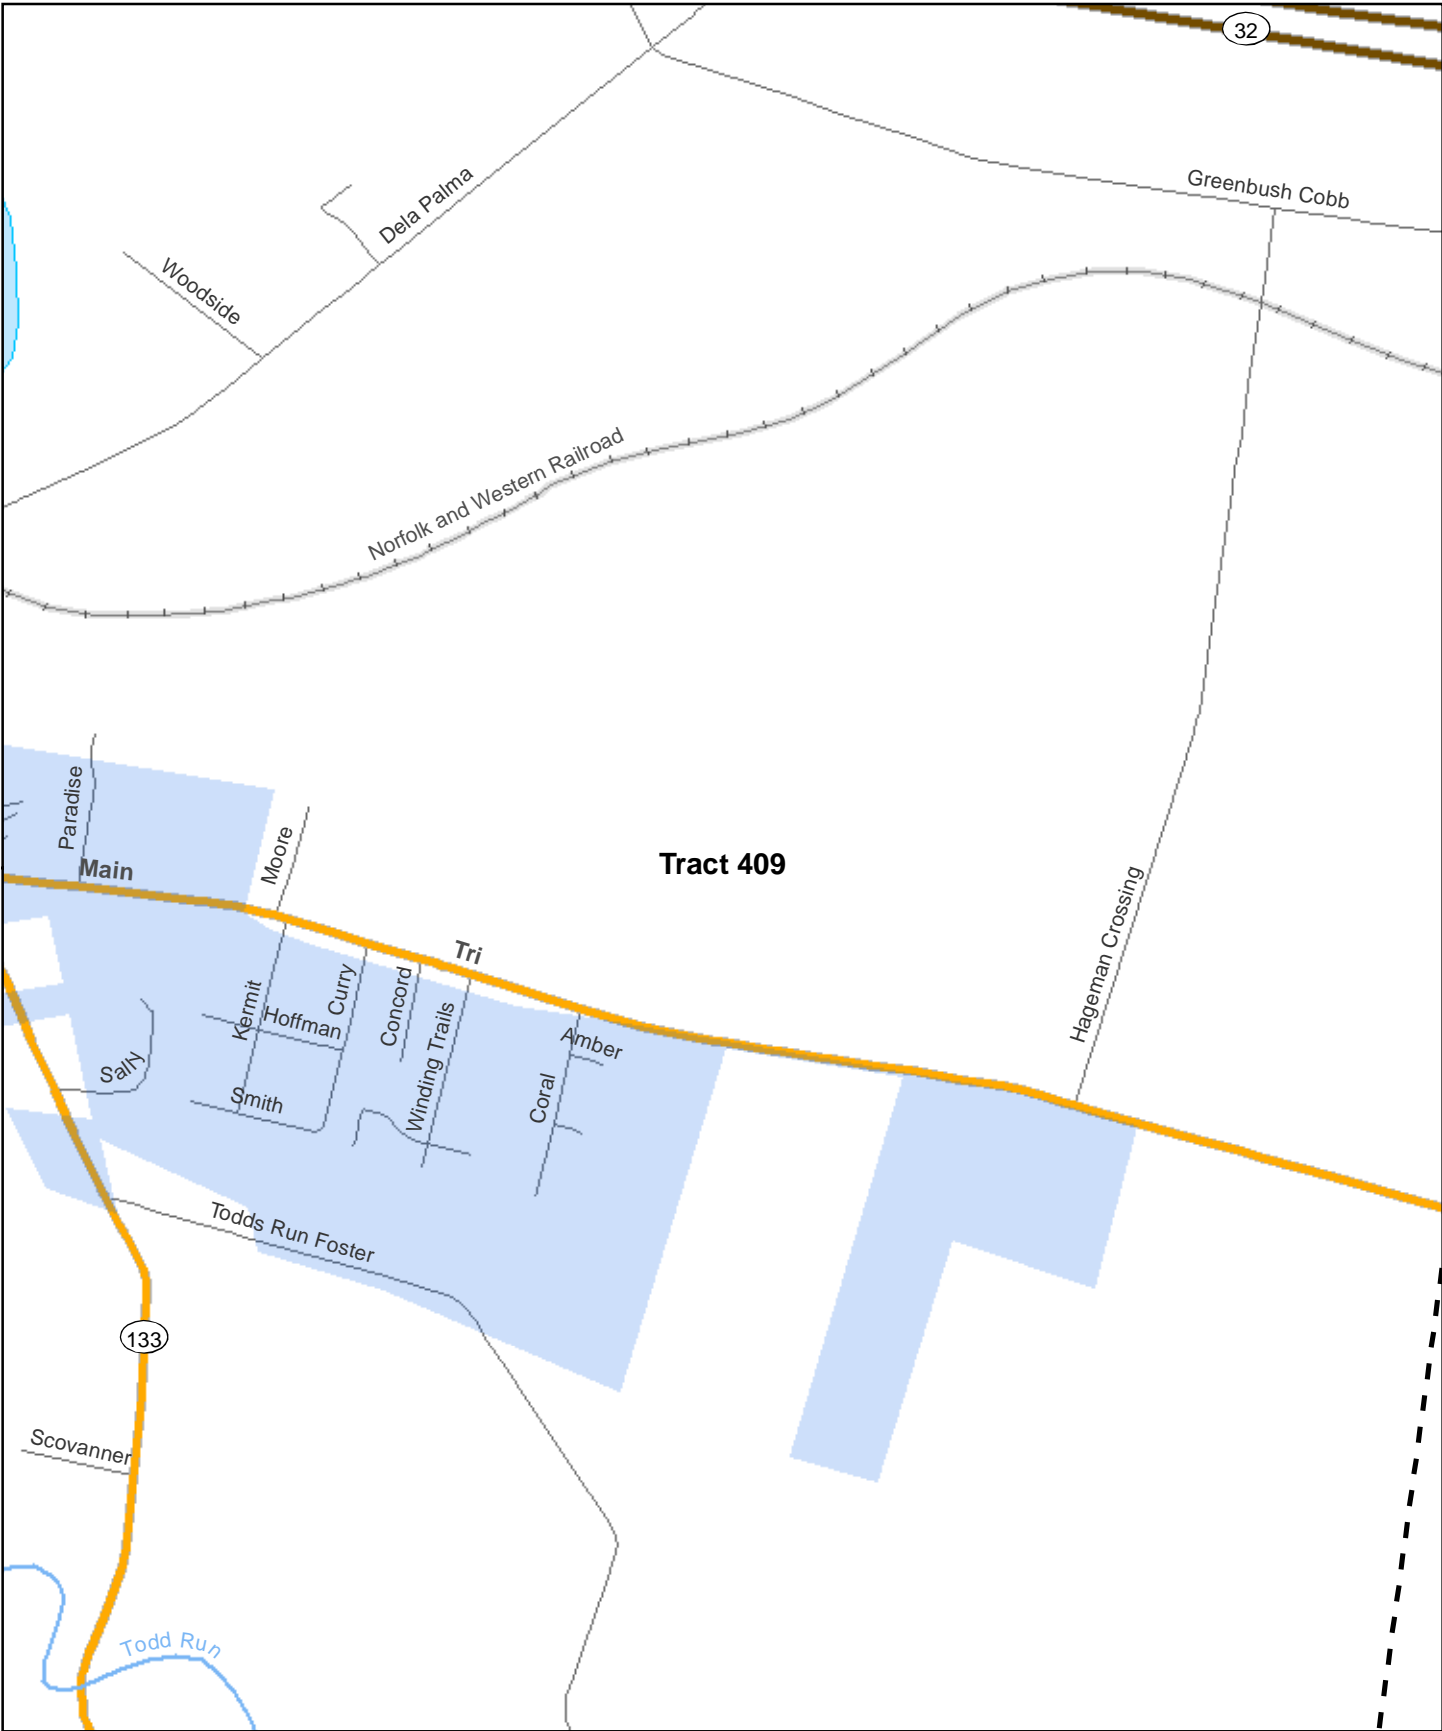 32
Greenbush Cobb
Dela Palma
Woodside
Norfolk and Western Railroad
Paradise
Main
Moore
Tract 409
Hageman Crossing
Tri
Kermit
Hoffman
Curry
Concord
Winding Trails
Amber
Sally
Smith
Coral
Todds Run Foster
133
Scovanner
Todd Run